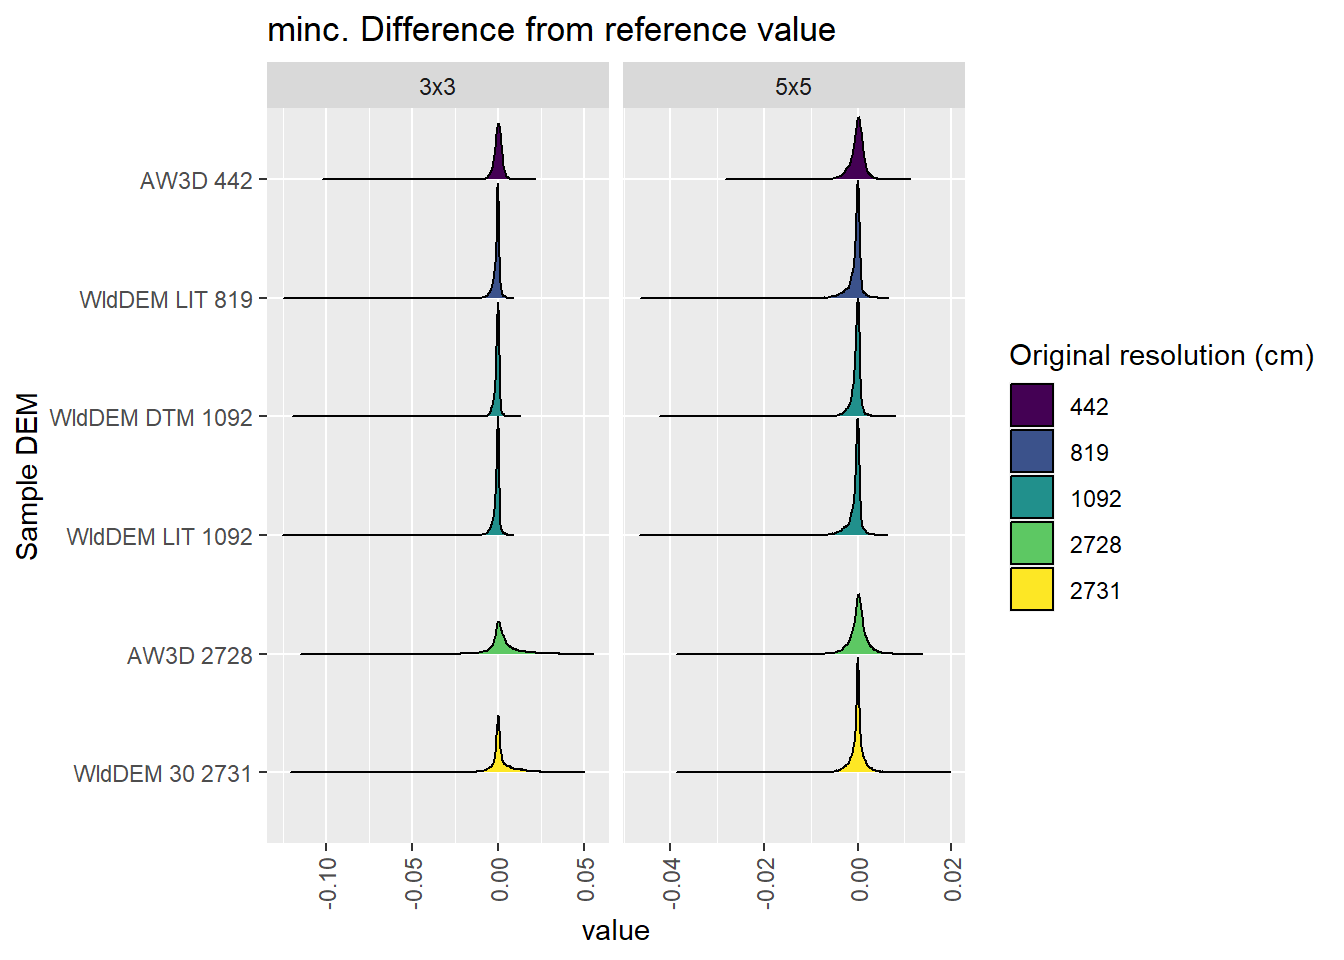 minc. Difference from reference value
3x3
5x5
AW3D 442
WldDEM LIT 819
WldDEM DTM 1092
WldDEM LIT 1092
AW3D 2728
WldDEM 30 2731
Sample DEM
-0.10
-0.05
0.00
0.05
-0.04
-0.02
0.00
0.02
value
Original resolution (cm)
442
819
1092
2728
2731